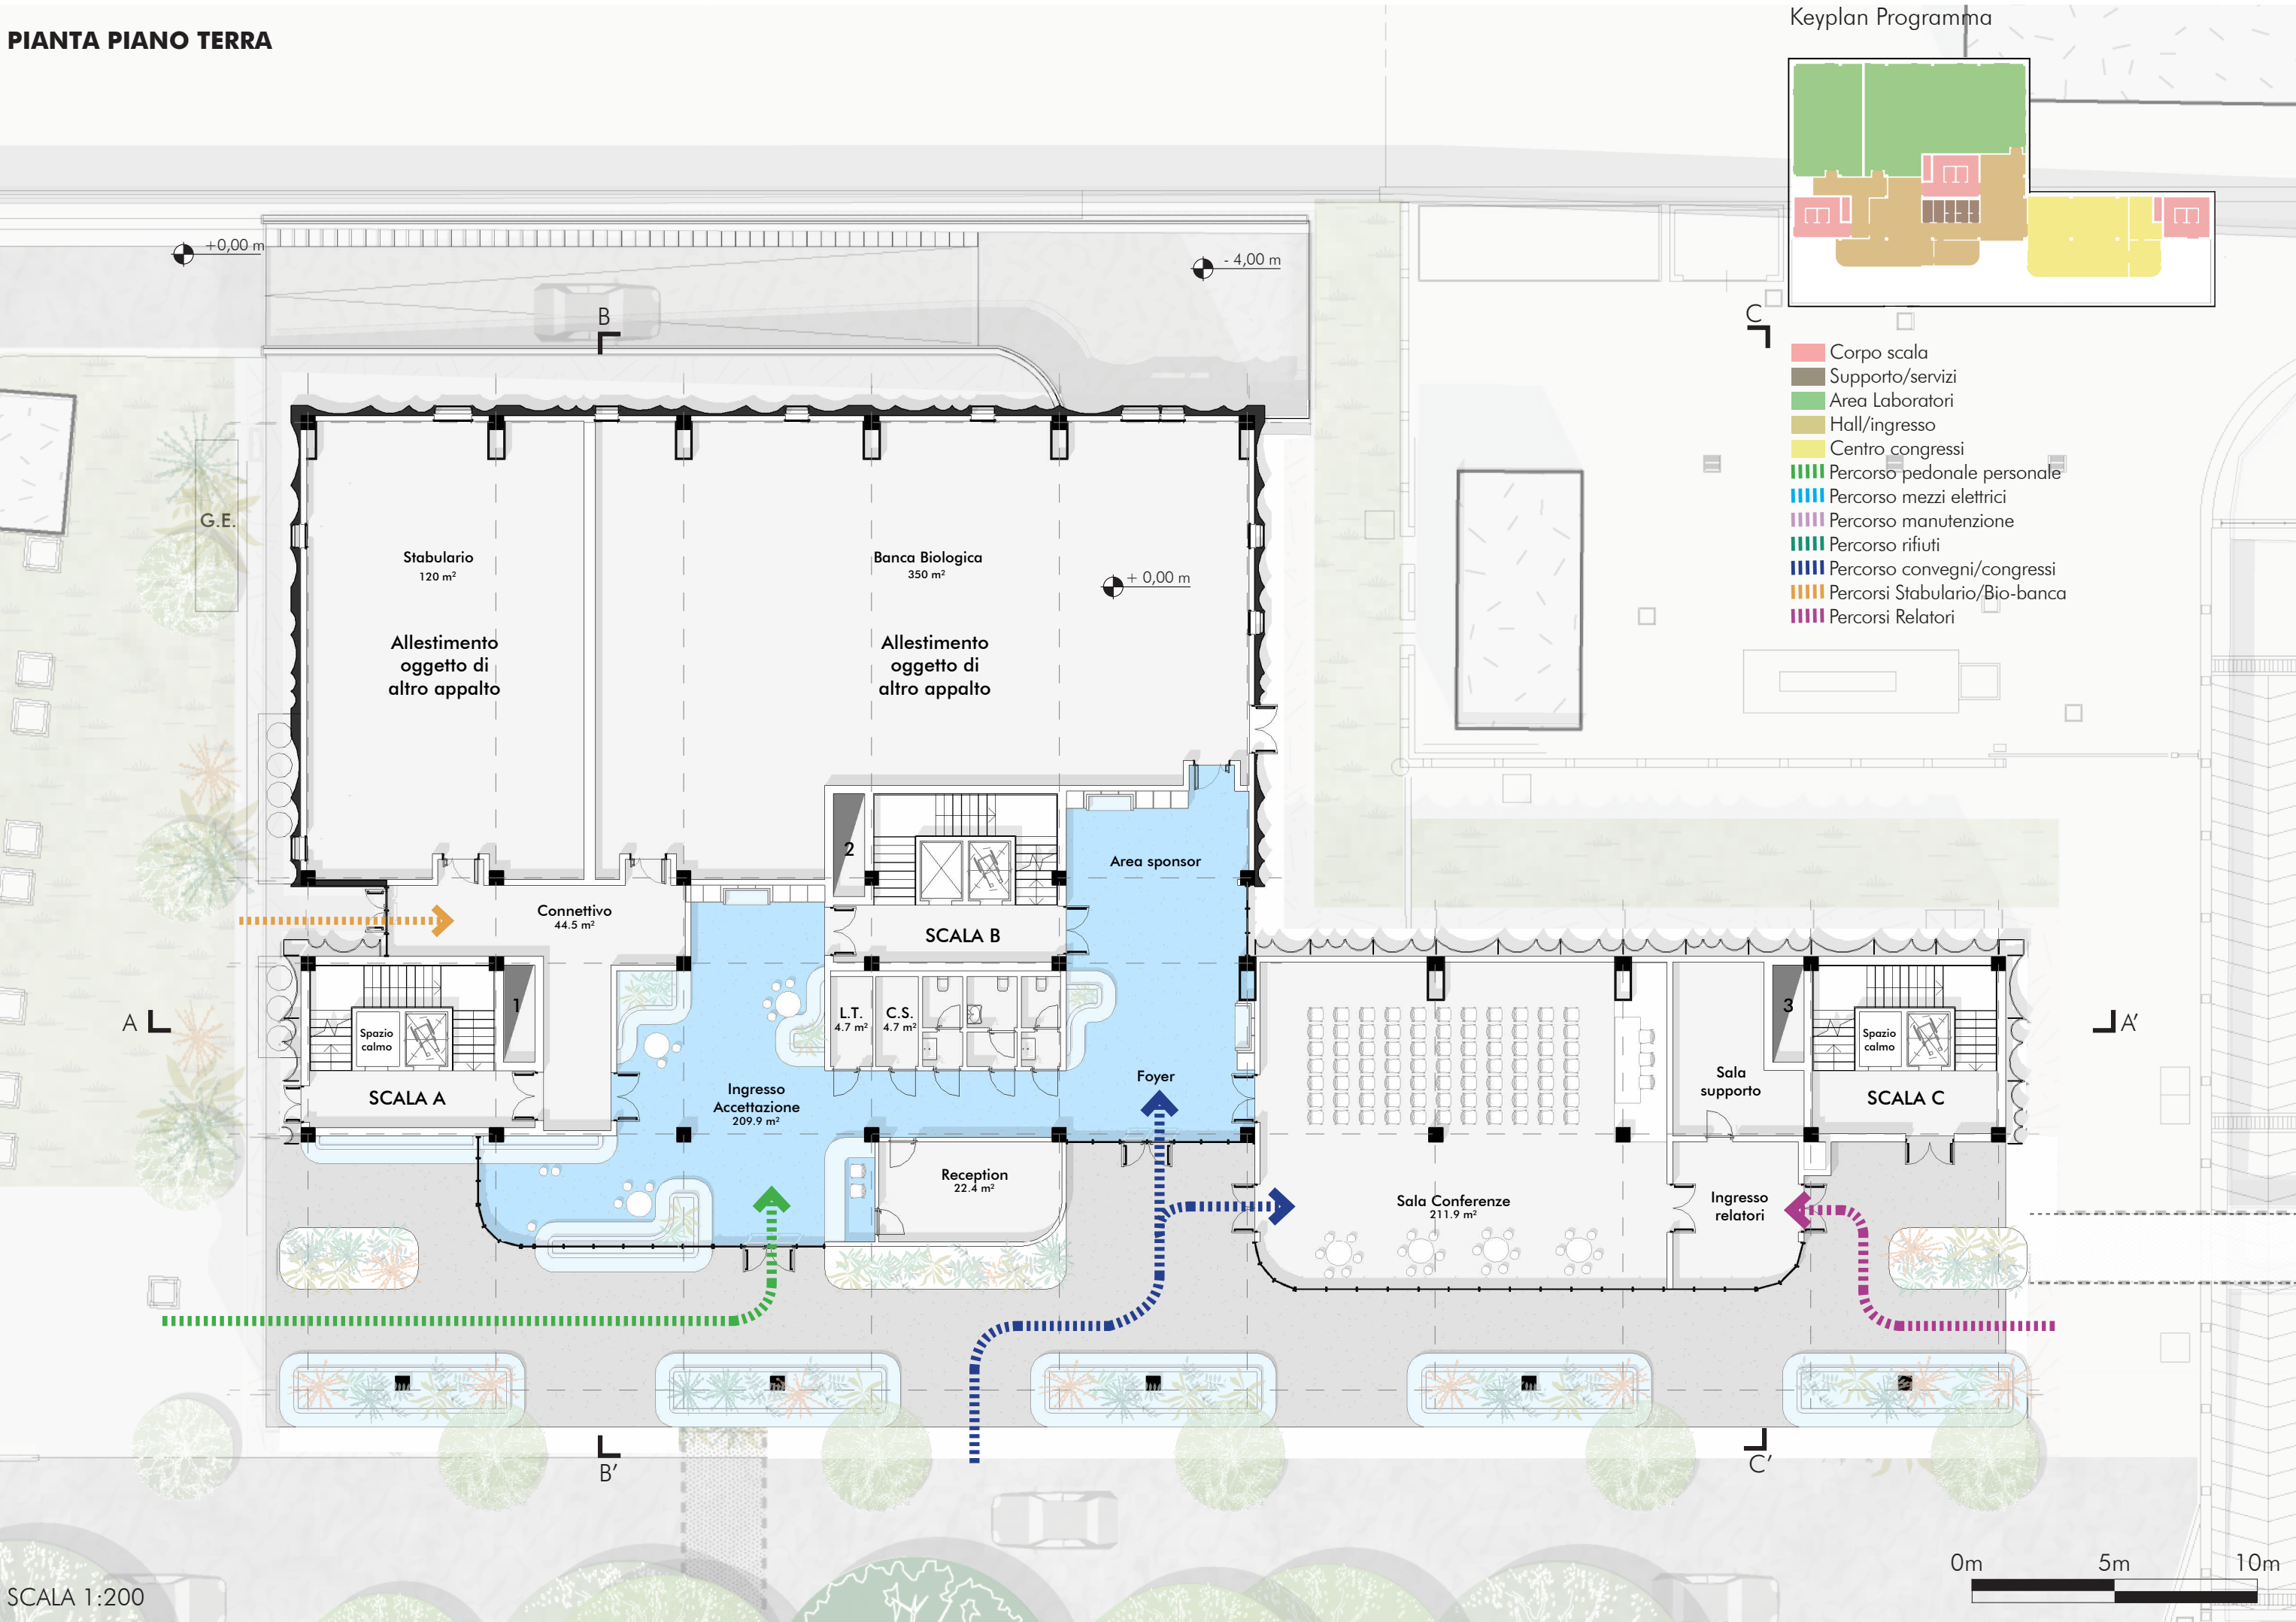 PIANTA PIANO TERRA
Keyplan Programma
+0,00 m
- 4,00 m
B
C
Corpo scala
Supporto/servizi
Area Laboratori
Hall/ingresso
Centro congressi
Percorso pedonale personale
Percorso mezzi elettrici
Percorso manutenzione
Percorso rifiuti
Percorso convegni/congressi
Percorsi Stabulario/Bio-banca
Percorsi Relatori
G.E.
Stabulario
120 m²
Banca Biologica
350 m²
+ 0,00 m
Allestimento
oggetto di
altro appalto
Allestimento
oggetto di
altro appalto
2
Area sponsor
Connettivo
44.5 m²
SCALA B
1
3
L.T.
4.7 m²
C.S.
4.7 m²
A
A’
Spazio
calmo
Spazio
calmo
SCALA A
Ingresso
Accettazione
209.9 m²
Foyer
Sala
supporto
SCALA C
Reception
22.4 m²
Sala Conferenze
211.9 m²
Ingresso
relatori
B’
C’
0m 5m 10m
SCALA 1:200